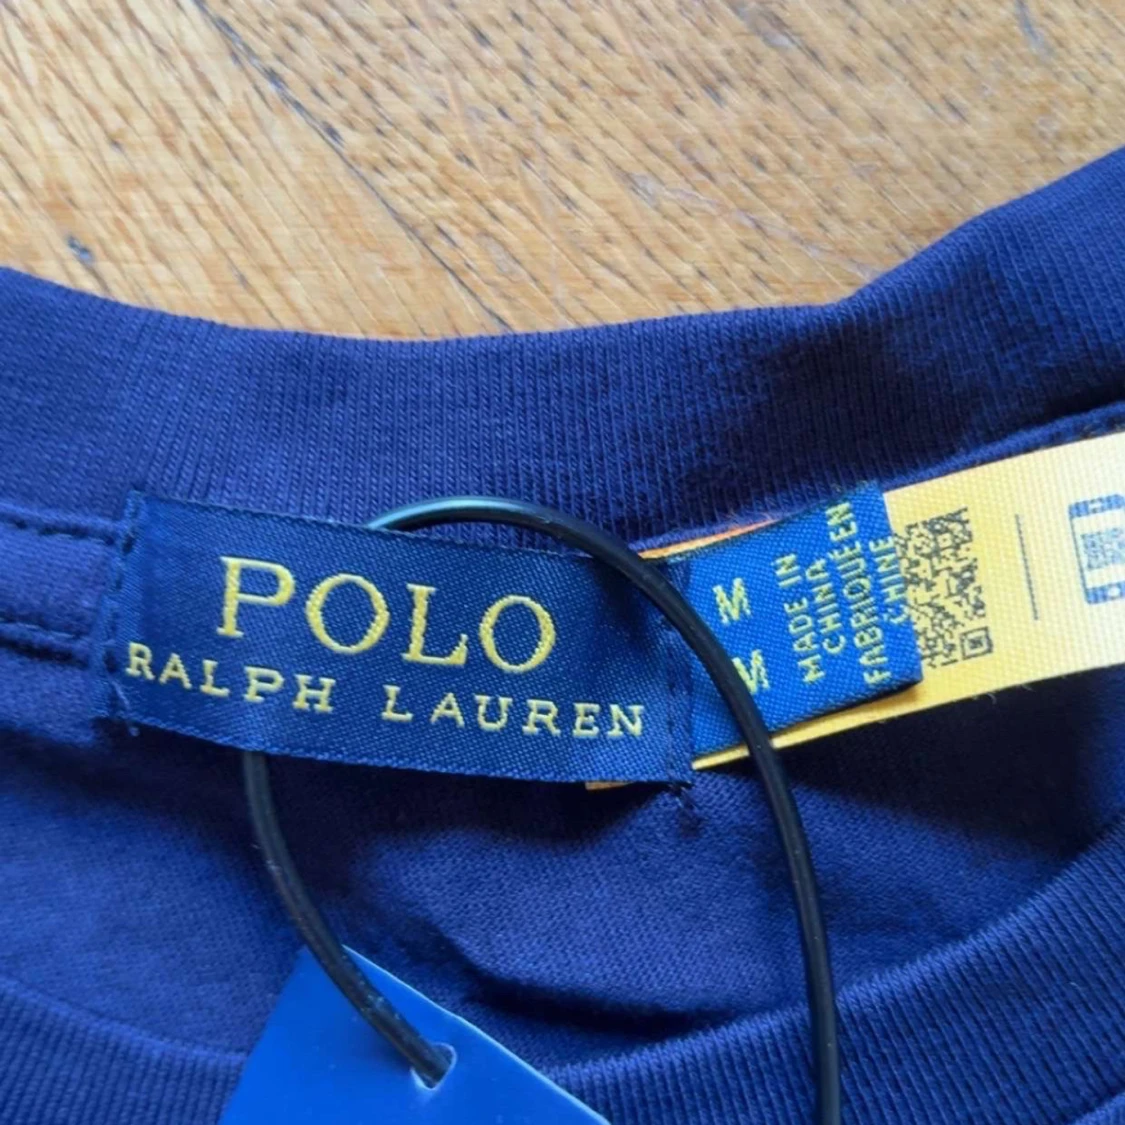 POLO
RALPH LAUREN
M
M
MADE IN
CHINA
FABRIQUÉ EN
CHINE